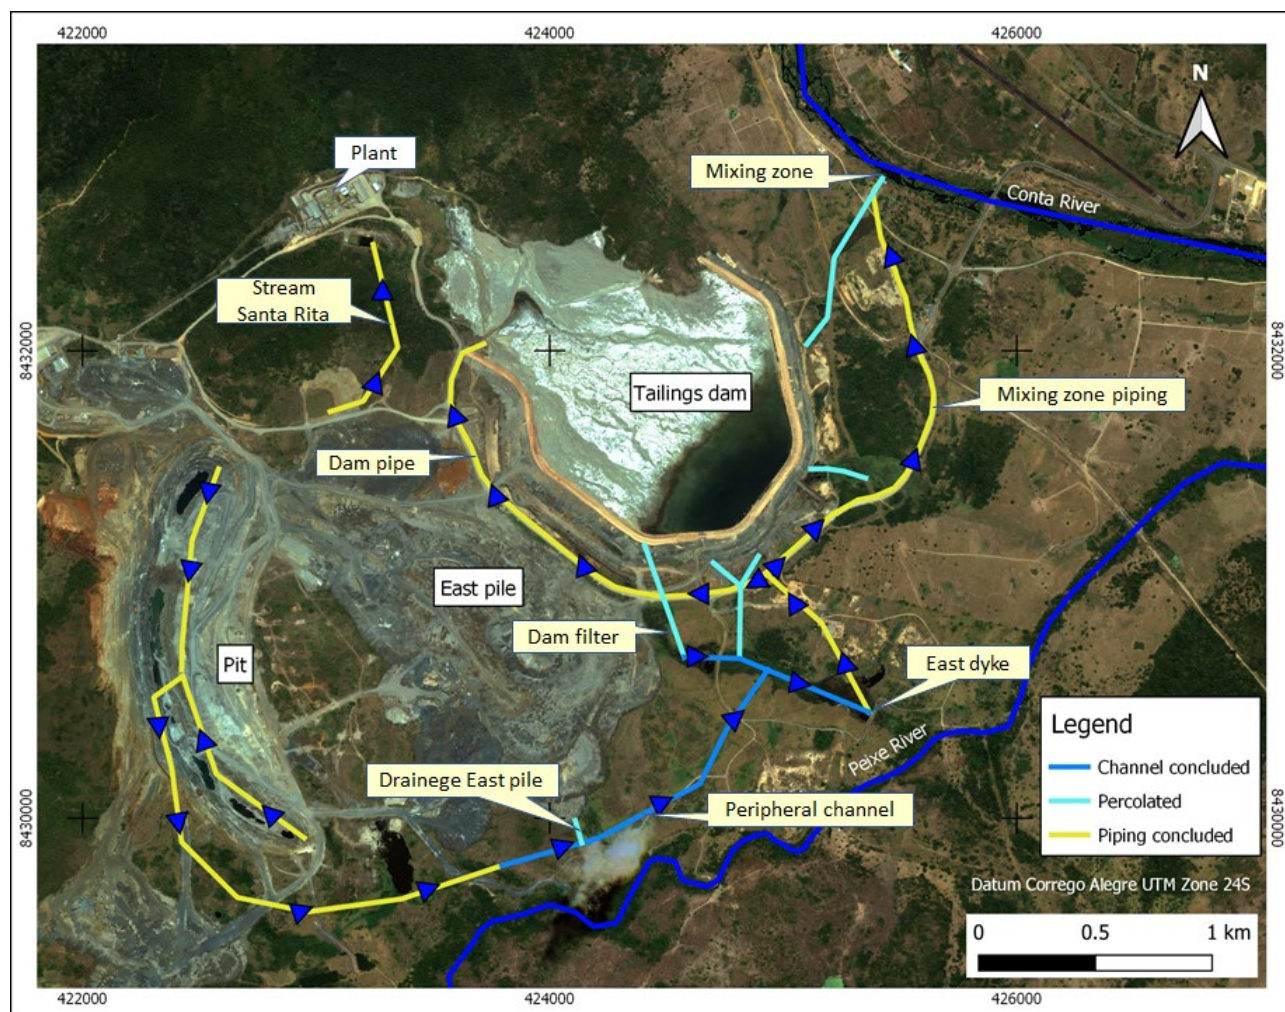 422000
424000
426000
N
Plant
Mixing zone
Conta River
Stream
Santa Rita
8432000
8432000
Tailings dam
Mixing zone piping
Dam pipe
East pile
Dam filter
Pit
East dyke
Legend
Peixe River
Channel concluded
Drainege East pile
Percolated
Peripheral channel
8430000
8430000
Piping concluded
Datum Corrego Alegre UTM Zone 24S
0 0.5 1 km
422000
424000
426000